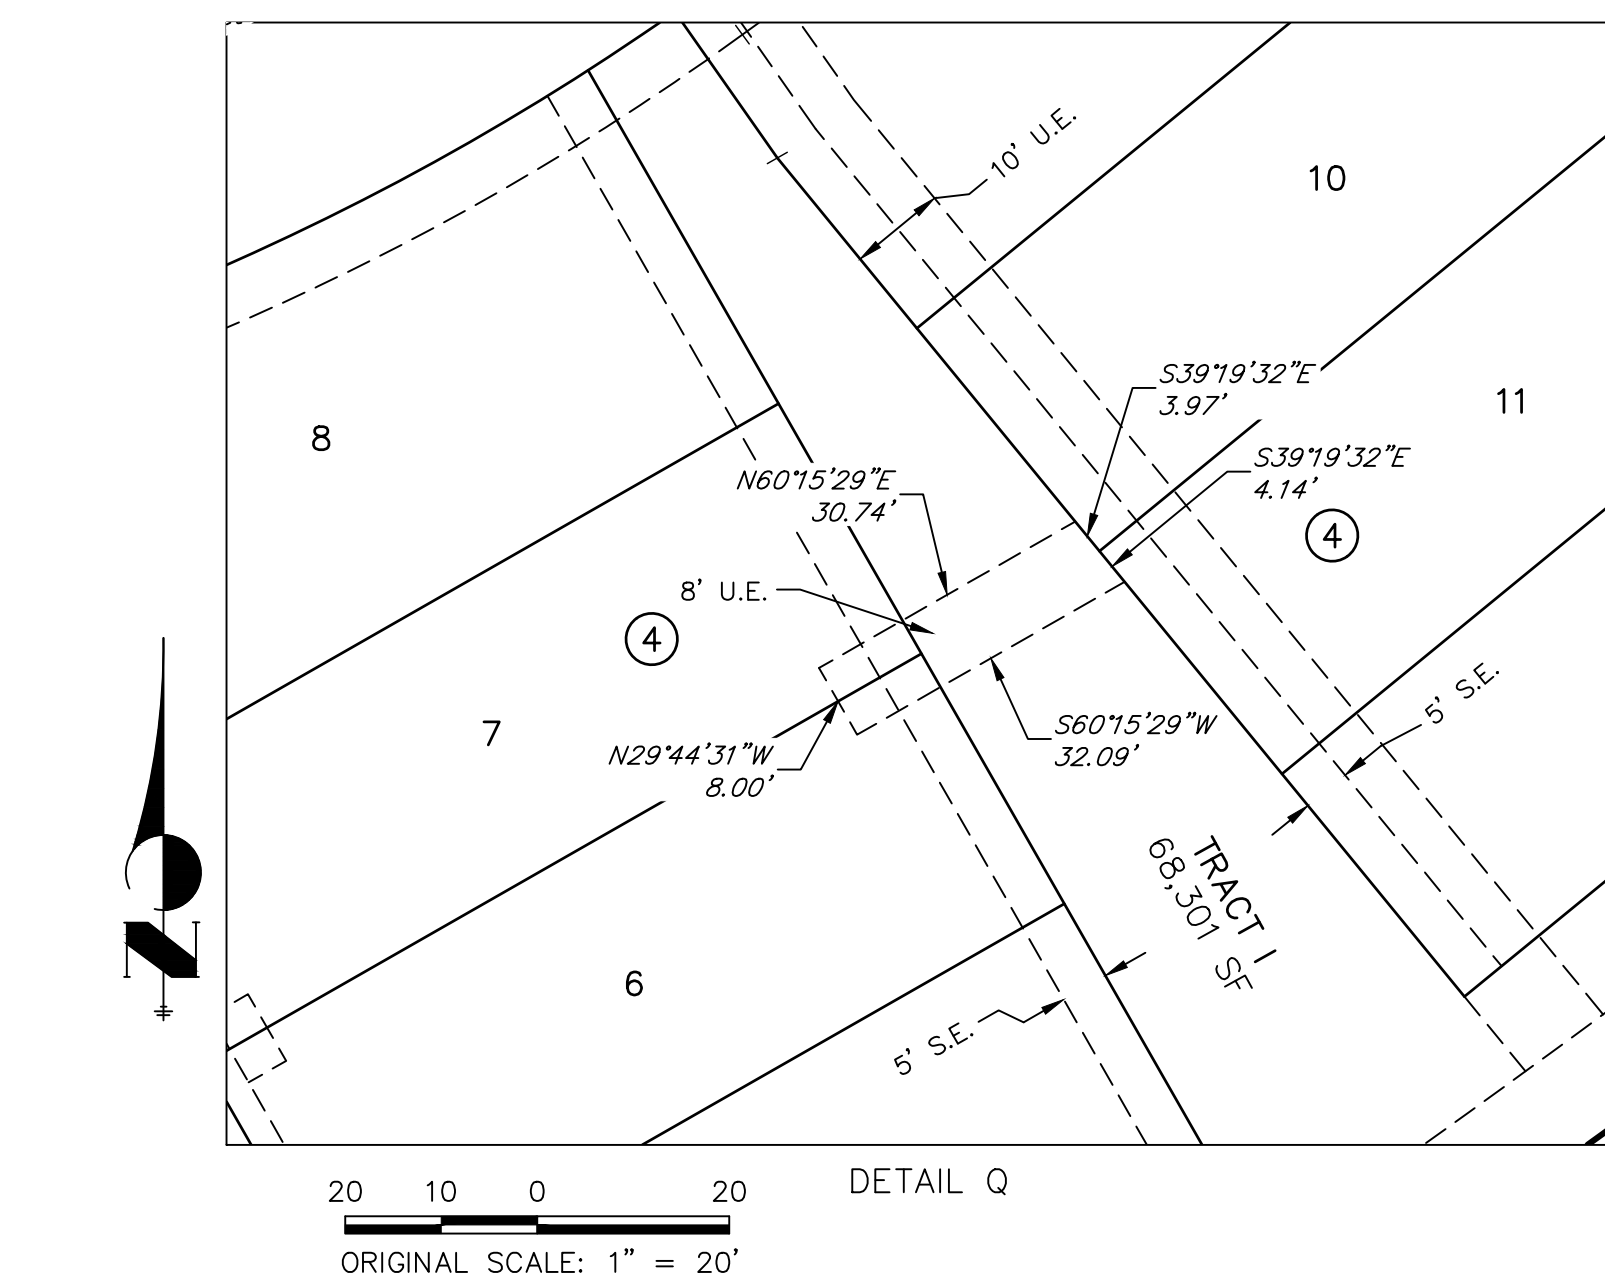 10' U.E.
10
8
S39°19'32"E
3.97'
11
S39°19'32"E
4.14'
N60°15'29"E
30.74'
4
8' U.E.
4
7
5' S.E.
S60°15'29"W
32.09'
N29°44'31"W
8.00'
TRACT I
68,301 SF
6
5' S.E.
N
DETAIL Q
20 10 0 20
ORIGINAL SCALE: 1" = 20'